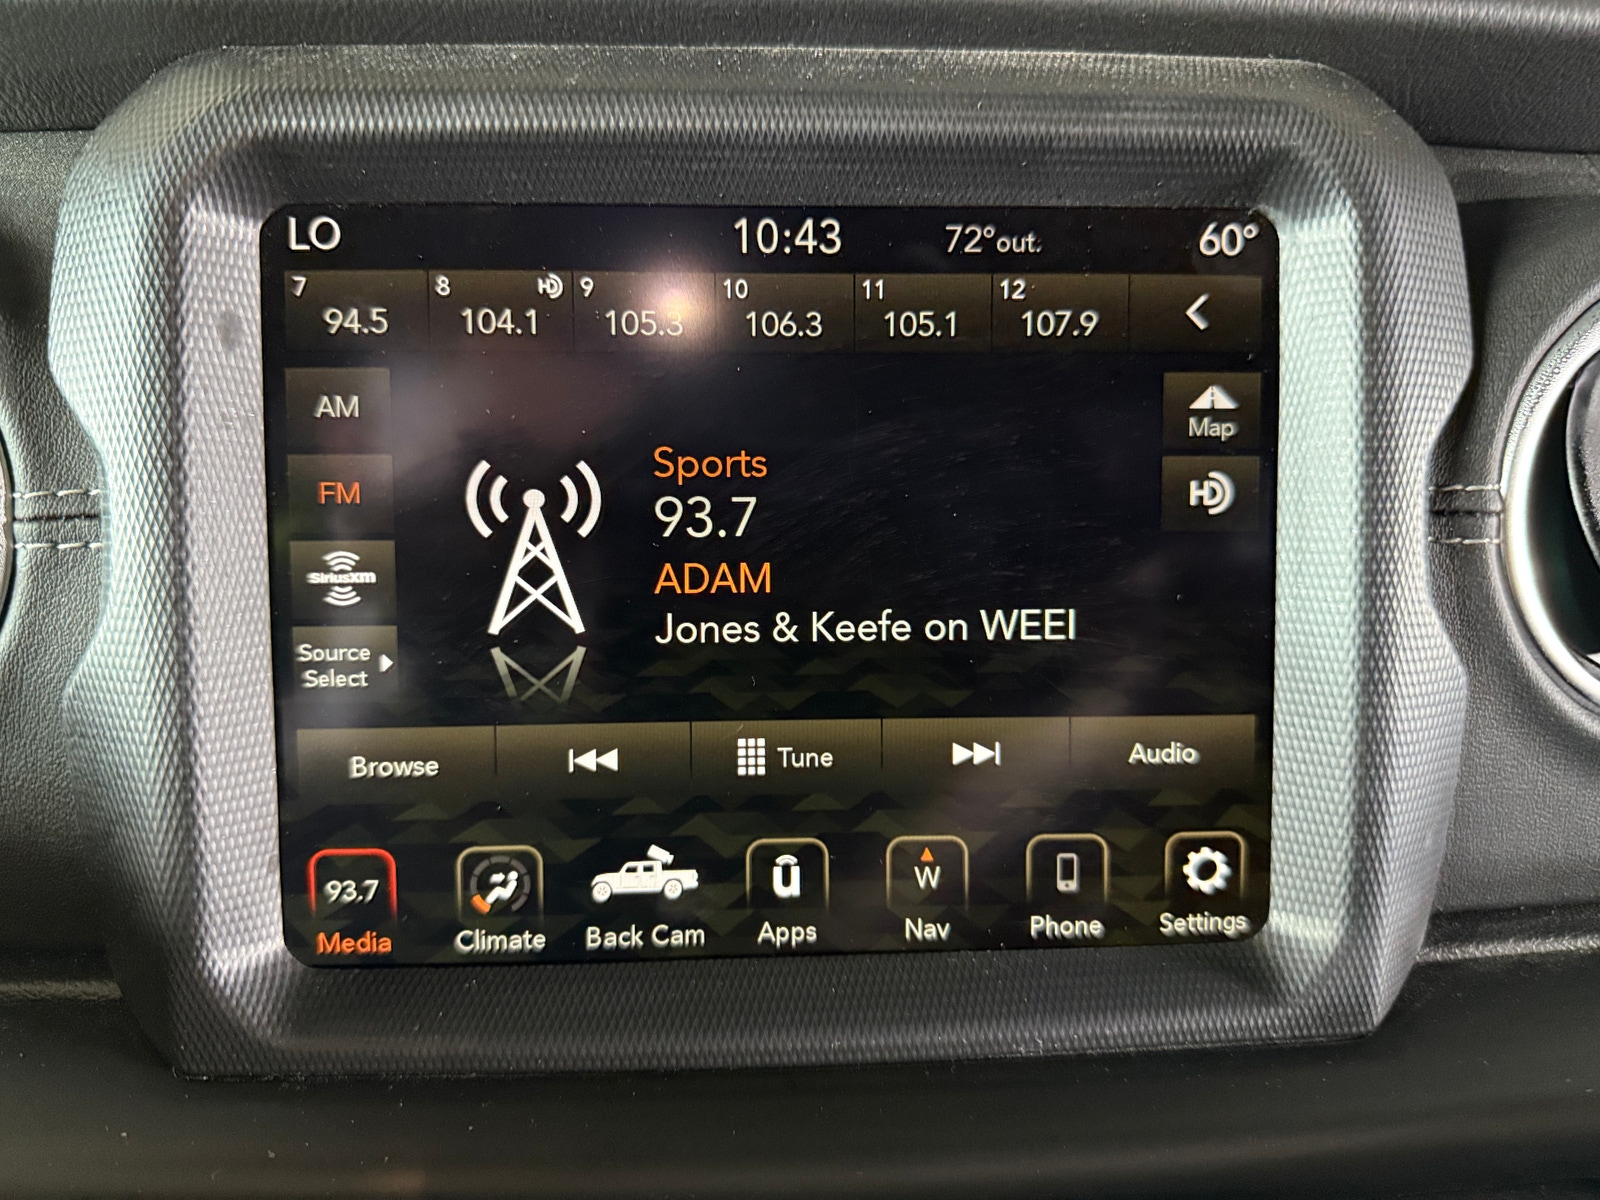 LO 10:43 72°out. 60°
7 8 HD 9 10 11 12
94.5 104.1 105.3 106.3 105.1 107.9
AM
Map
FM
HD
SiriusXM
Source
Select
Sports
93.7
ADAM
Jones & Keefe on WEEI
Browse Tune Audio
93.7 u W
Media Climate Back Cam Apps Nav Phone Settings